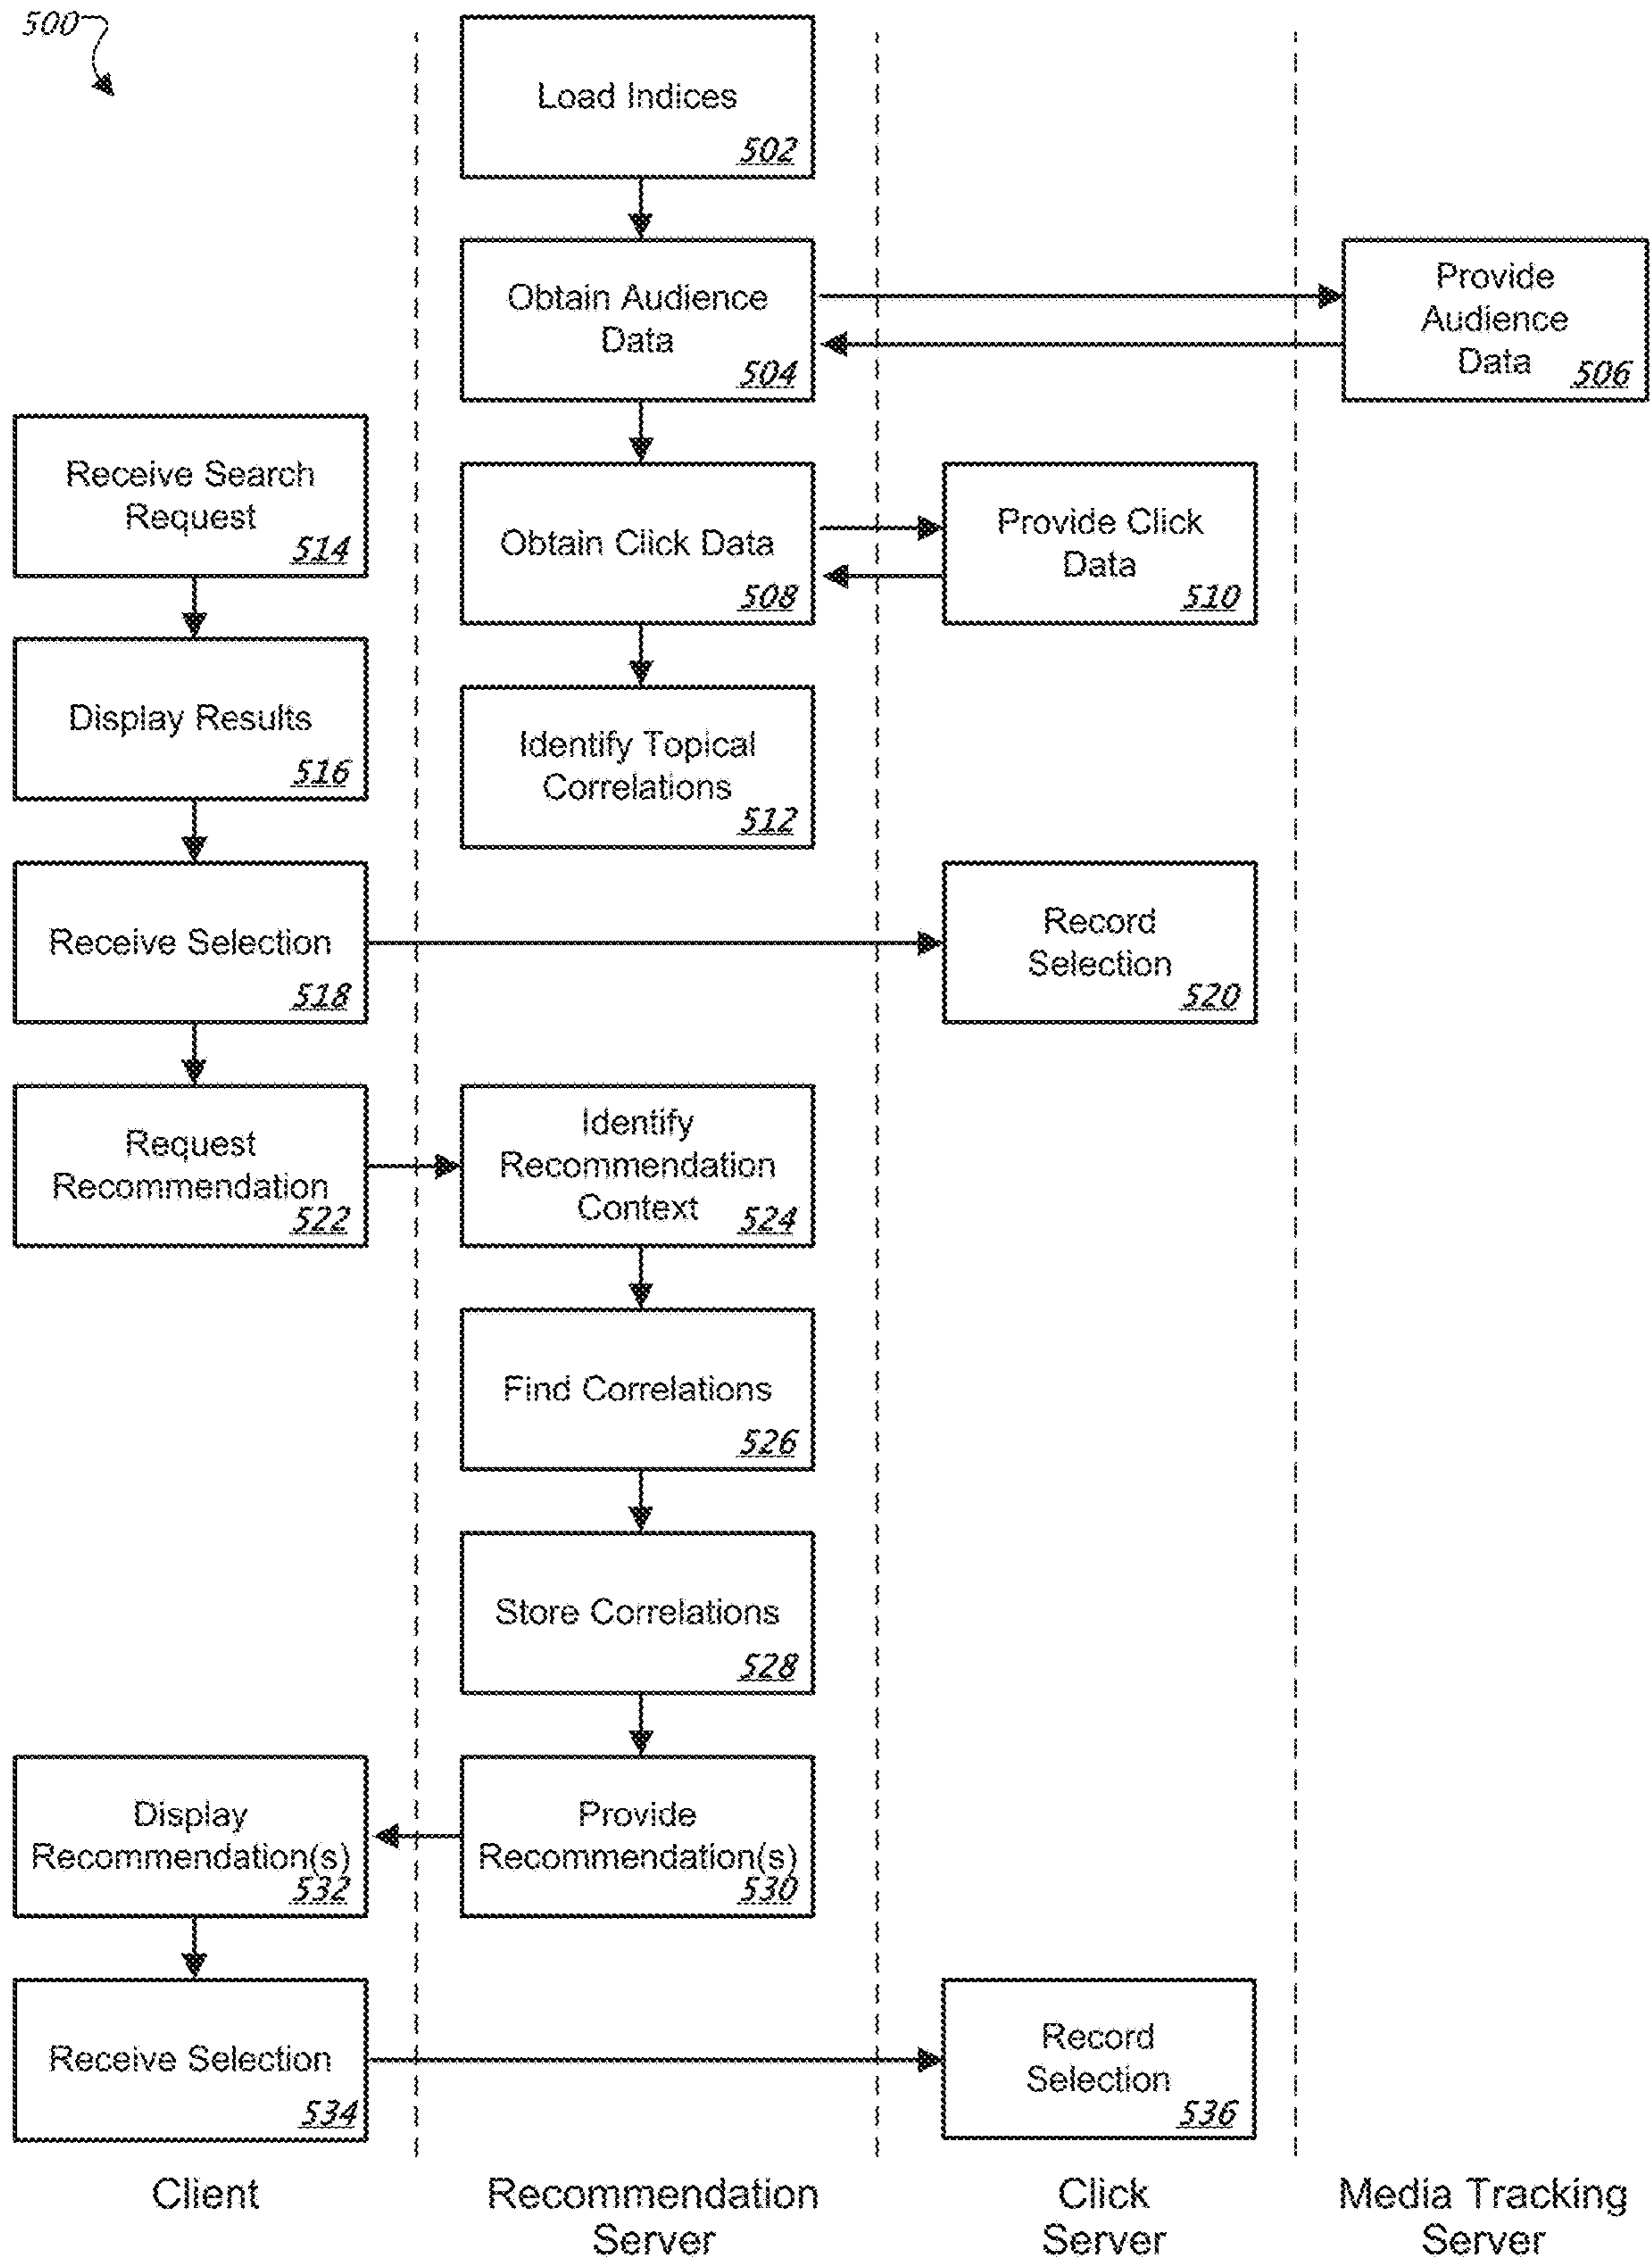 500
Load Indices
502
Obtain Audience
Data
504
Provide
Audience
Data
506
Receive Search
Request
514
Obtain Click Data
508
Provide Click
Data
510
Display Results
516
Identify Topical
Correlations
512
Receive Selection
518
Record
Selection
520
Request
Recommendation
522
Identify
Recommendation
Context
524
Find Correlations
526
Store Correlations
528
Provide
Recommendation(s)
530
Display
Recommendation(s)
532
Receive Selection
534
Record
Selection
536
Client
Recommendation
Server
Click
Server
Media Tracking
Server